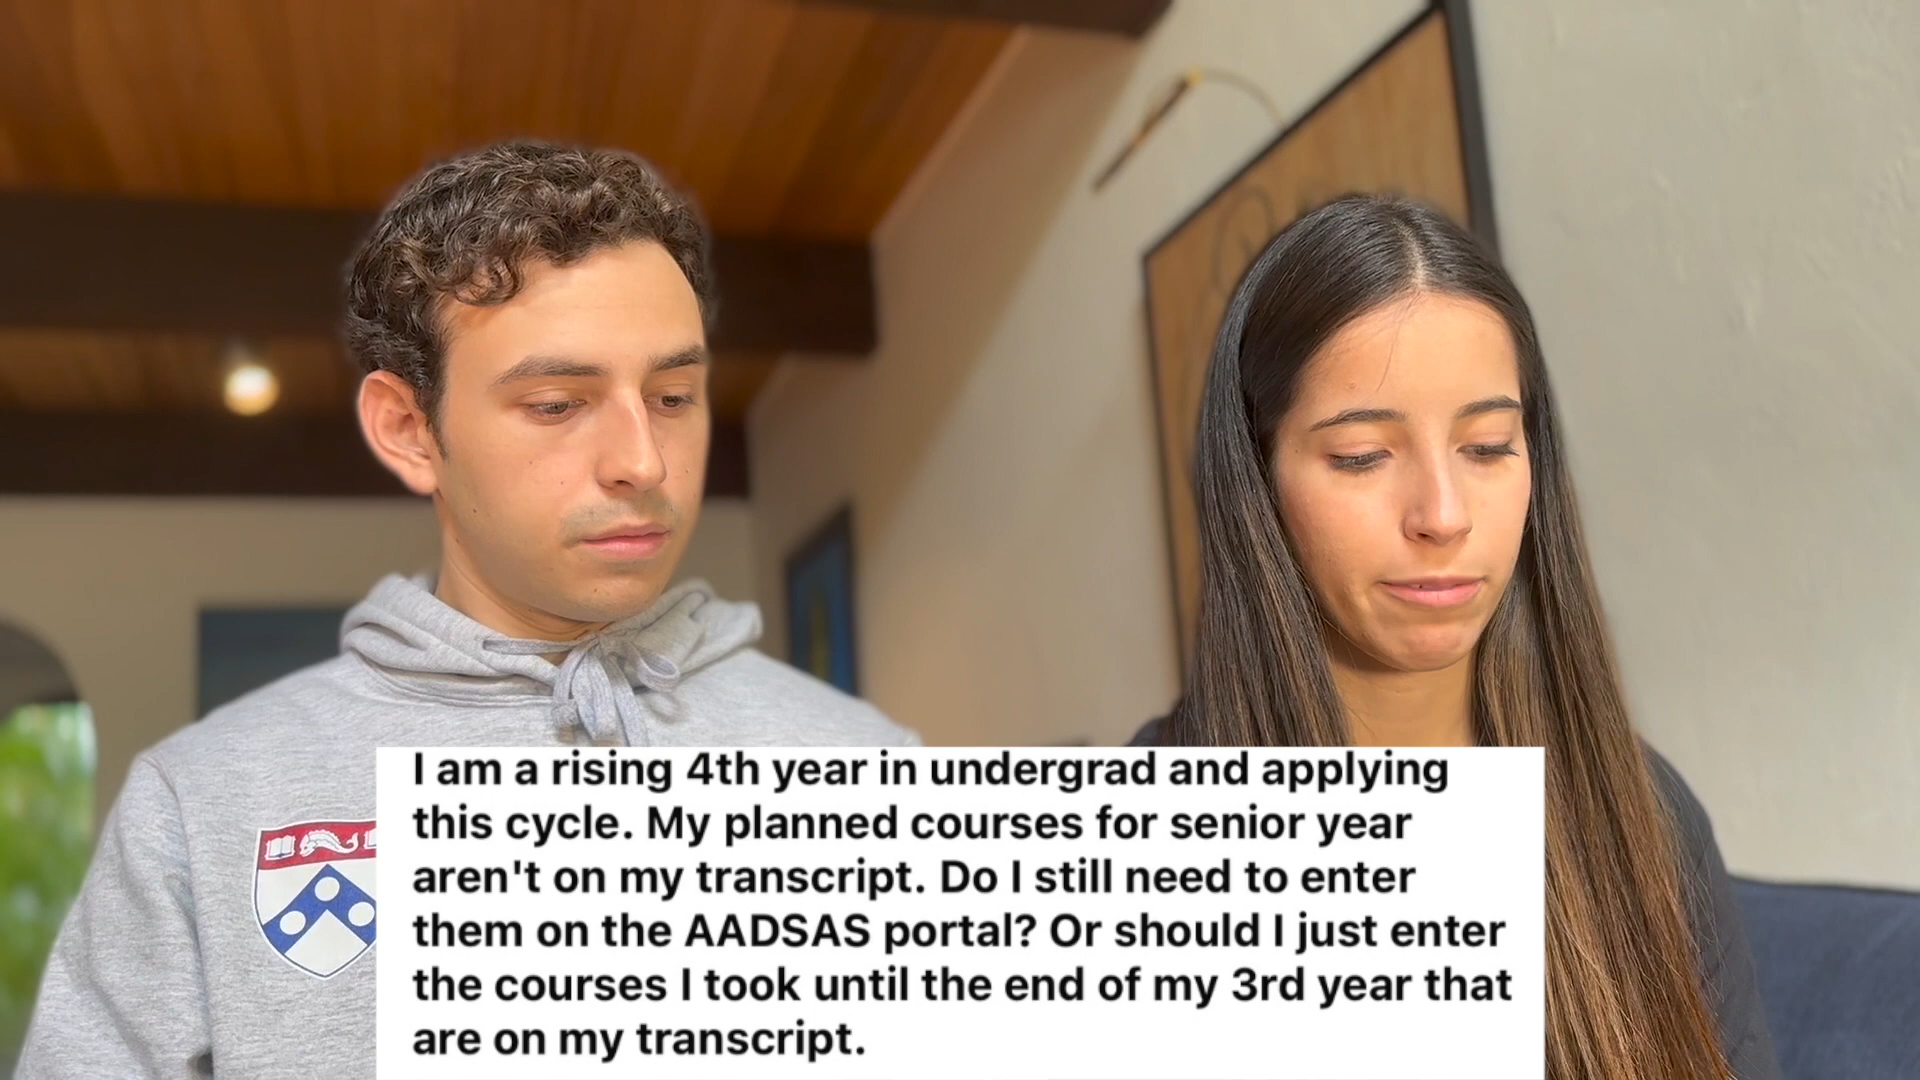 I am a rising 4th year in undergrad and applying
this cycle. My planned courses for senior year
aren't on my transcript. Do I still need to enter
them on the AADSAS portal? Or should I just enter
the courses I took until the end of my 3rd year that
are on my transcript.